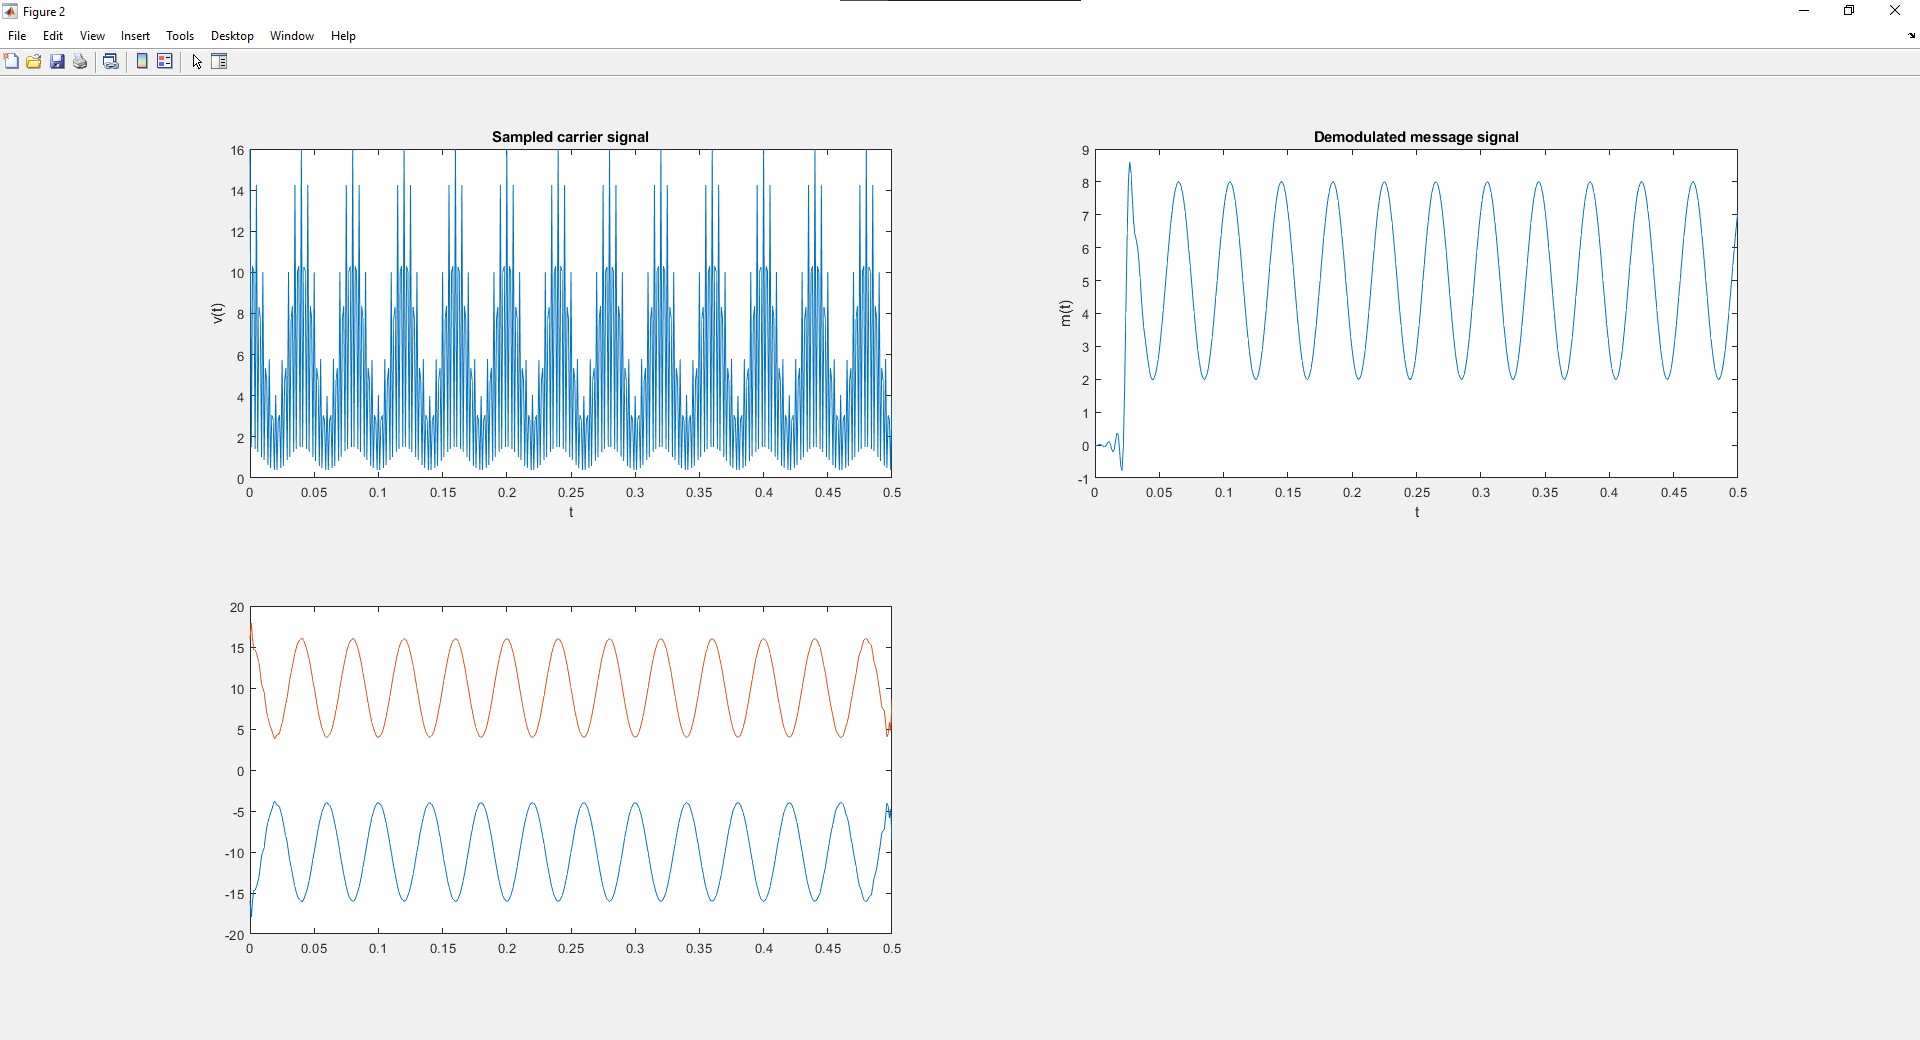 Figure 2
File Edit View Insert Tools Desktop Window Help
Sampled carrier signal
16
14
12
10
8
6
4
2
0
v(t)
0 0.05 0.1 0.15 0.2 0.25 0.3 0.35 0.4 0.45 0.5
t
Demodulated message signal
9
8
7
6
5
4
3
2
1
0
-1
m(t)
0 0.05 0.1 0.15 0.2 0.25 0.3 0.35 0.4 0.45 0.5
t
20
15
10
5
0
-5
-10
-15
-20
0 0.05 0.1 0.15 0.2 0.25 0.3 0.35 0.4 0.45 0.5